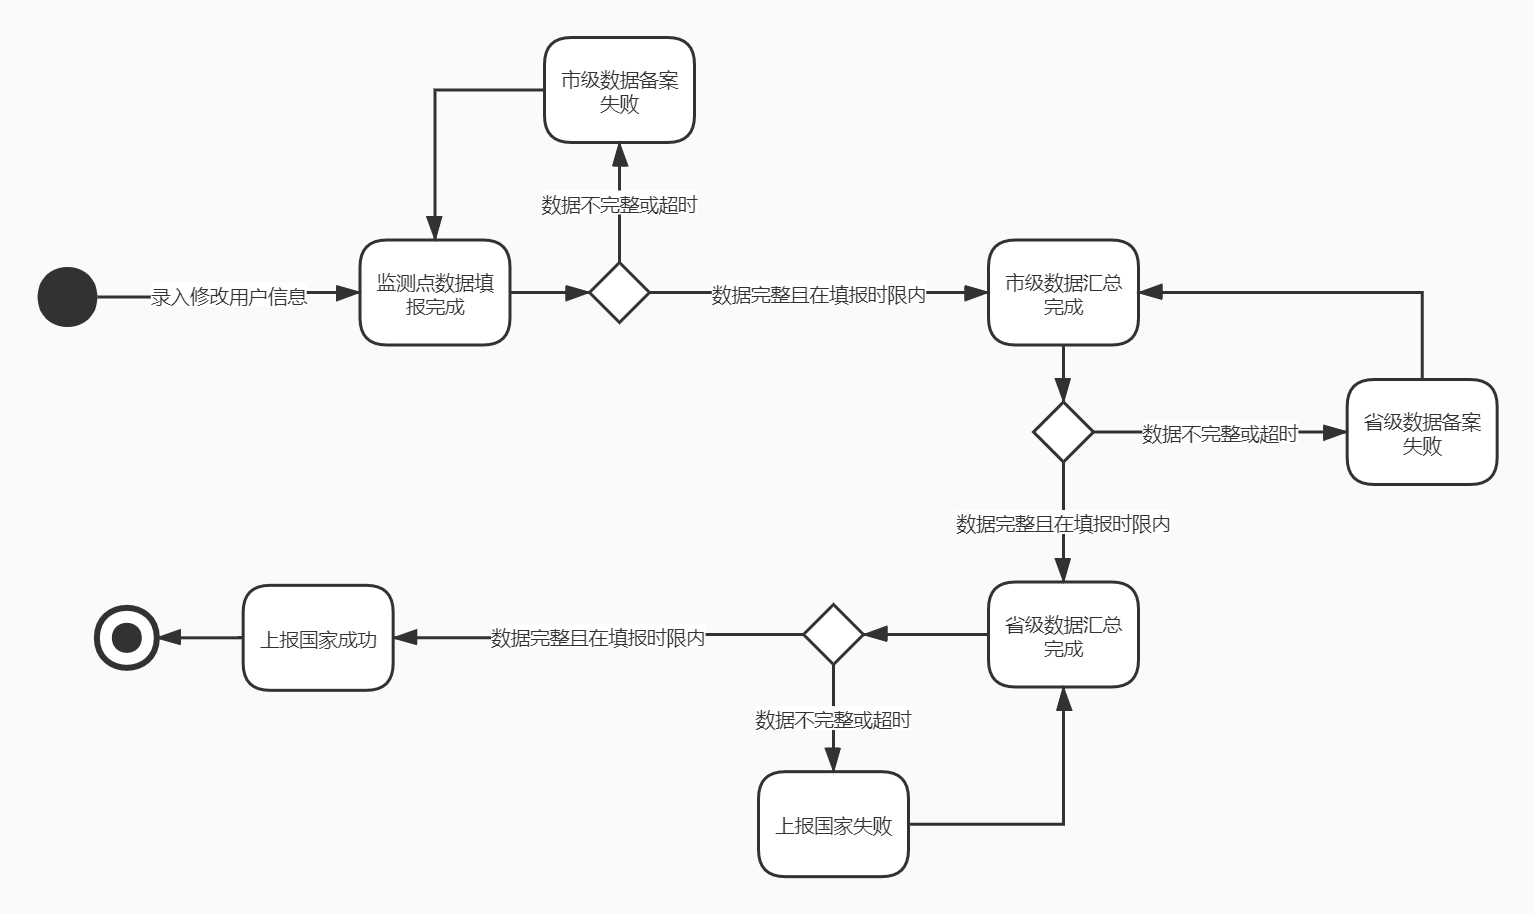 市级数据备案
失败
数据不完整或超时
录入修改用户信息
监测点数据填
报完成
数据完整且在填报时限内
市级数据汇总
完成
数据不完整或超时
省级数据备案
失败
数据完整且在填报时限内
省级数据汇总
完成
数据完整且在填报时限内
上报国家成功
数据不完整或超时
上报国家失败